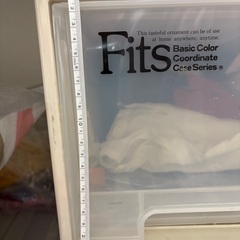 This tasteful ornament can be of use
at home anywhere, anytime.
Fits
Basic Color
Coordinate
Case Series ®